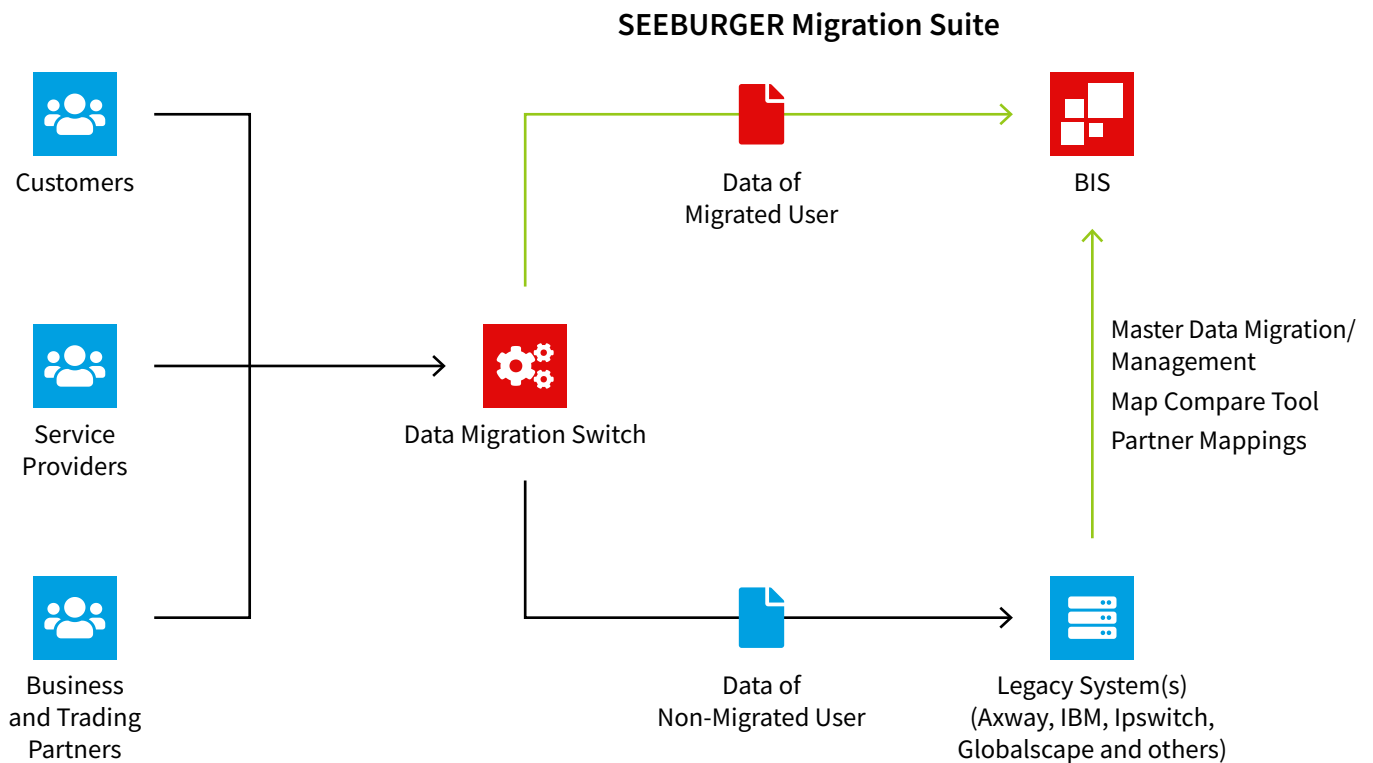 SEEBURGER Migration Suite
Customers
Data of
Migrated User
BIS
Service
Providers
Data Migration Switch
Master Data Migration/
Management
Map Compare Tool
Partner Mappings
Business
and Trading
Partners
Data of
Non-Migrated User
Legacy System(s)
(Axway, IBM, Ipswitch,
Globalscape and others)